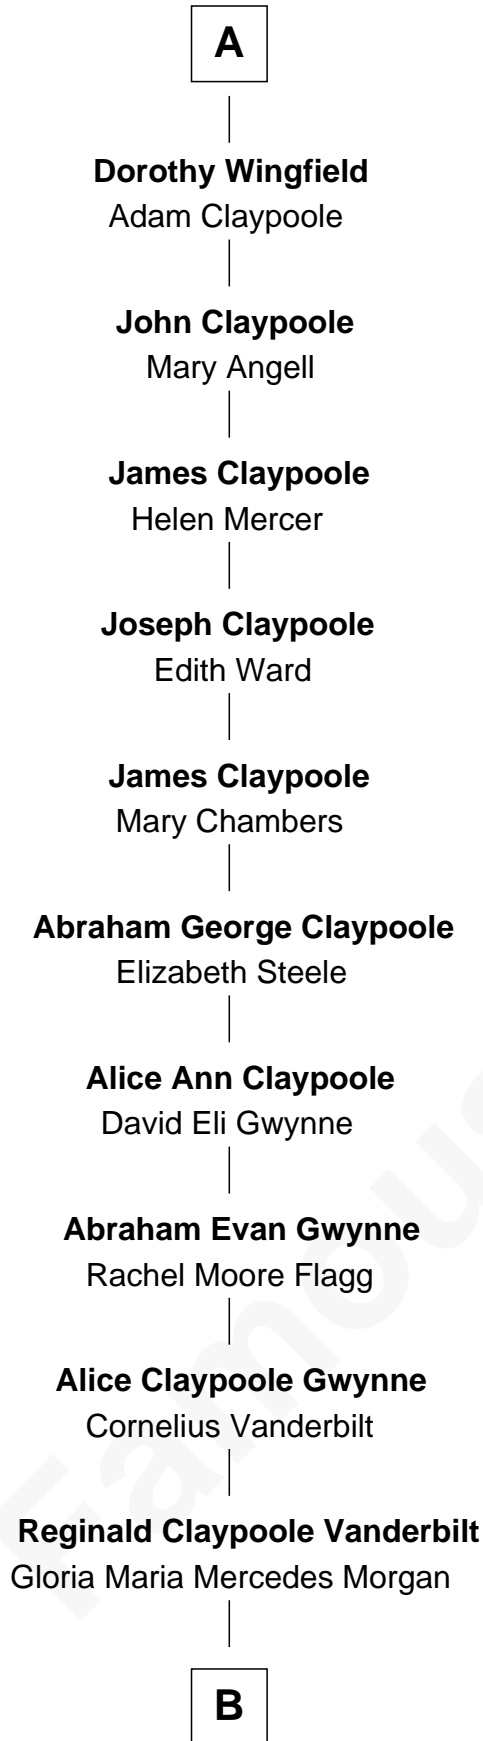 A
Dorothy Wingfield
Adam Claypoole
John Claypoole
Mary Angell
James Claypoole
Helen Mercer
Joseph Claypoole
Edith Ward
James Claypoole
Mary Chambers
Abraham George Claypoole
Elizabeth Steele
Alice Ann Claypoole
David Eli Gwynne
Abraham Evan Gwynne
Rachel Moore Flagg
Alice Claypoole Gwynne
Cornelius Vanderbilt
Reginald Claypoole Vanderbilt
Gloria Maria Mercedes Morgan
B
Famous